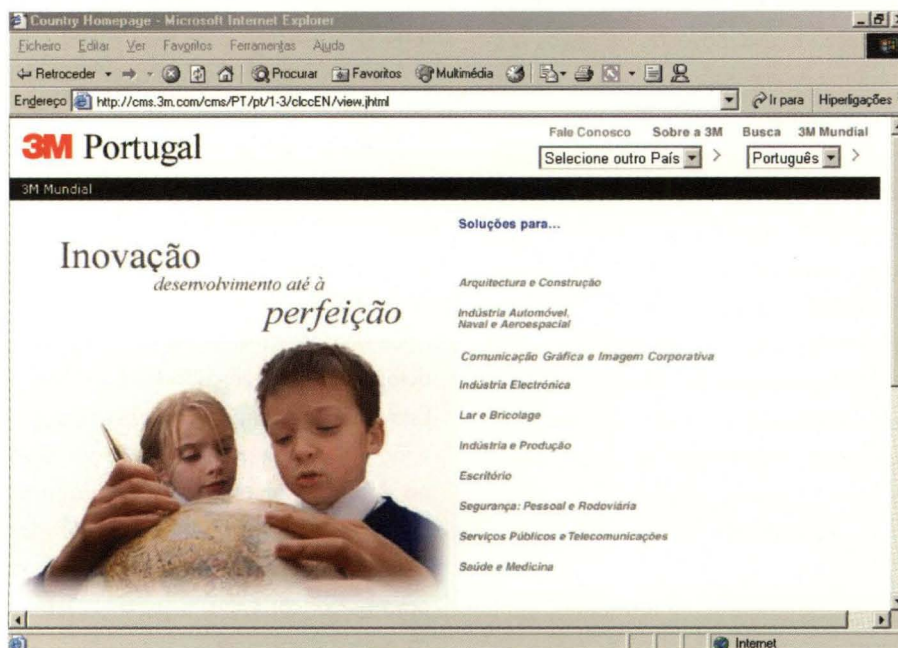 Country Homepage - Microsoft Internet Explorer
Ficheiro Editar Ver Favoritos Ferramentas Ajuda
Retroceder Procurar Favoritos Multimédia
Endereço http://cms.3m.com/cms/PT/pt/1-3/clccEN/view.jhtml Ir para Hiperligações
Fale Conosco Sobre a 3M Busca 3M Mundial
3M Portugal
Selecione outro País > Português >
3M Mundial
Soluções para...
Inovação
desenvolvimento até à
perfeição
Arquitectura e Construção
Indústria Automóvel,
Naval e Aeroespacial
Comunicação Gráfica e Imagem Corporativa
Indústria Electrónica
Lar e Bricolage
Indústria e Produção
Escritório
Segurança: Pessoal e Rodoviária
Serviços Públicos e Telecomunicações
Saúde e Medicina
Internet